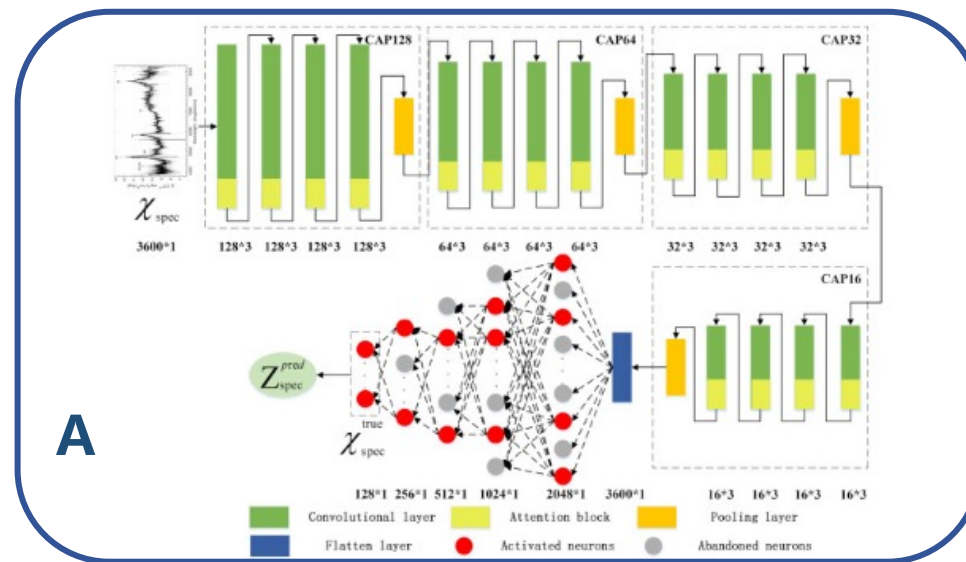 CAP128
CAP64
CAP32
χ spec
3600*1
128*3 128*3 128*3 128*3
64*3 64*3 64*3 64*3
32*3 32*3 32*3 32*3
CAP16
Z pred spec
χ true spec
A
128*1 256*1 512*1 1024*1 2048*1 3600*1
16*3 16*3 16*3 16*3
Convolutional layer
Attention block
Pooling layer
Flatten layer
Activated neurons
Abandoned neurons